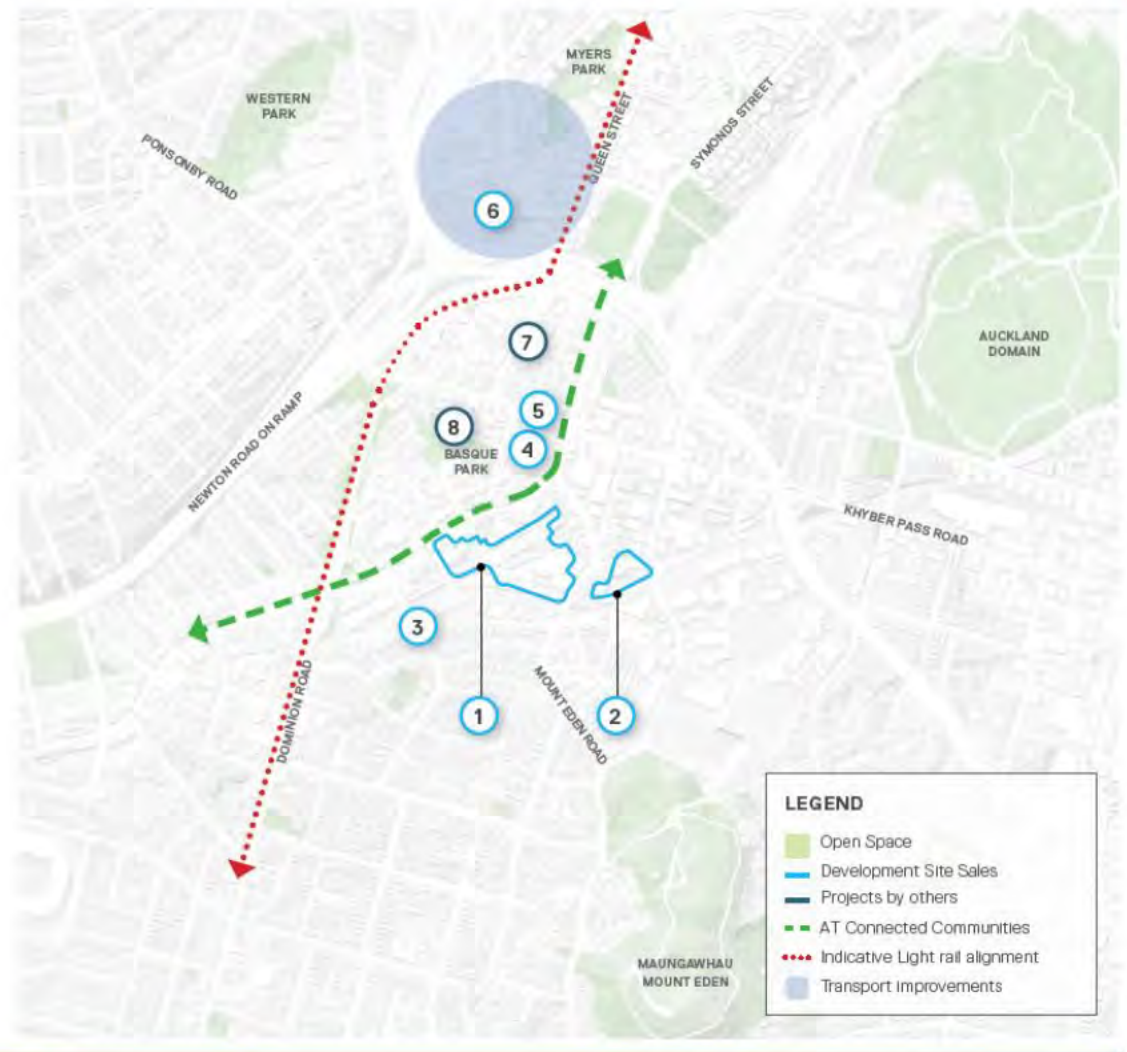 MYERS
PARK
WESTERN
PARK
QUEEN STREET
SYMONDS STREET
PONSONBY ROAD
6
7
AUCKLAND
DOMAIN
5
8
4
BASQUE
PARK
NEWTON ROAD ON RAMP
KHYBER PASS ROAD
3
1
2
DOMINION ROAD
MOUNT EDEN ROAD
MAUNGAWHAU
MOUNT EDEN
LEGEND
Open Space
Development Site Sales
Projects by others
AT Connected Communities
Indicative Light rail alignment
Transport improvements